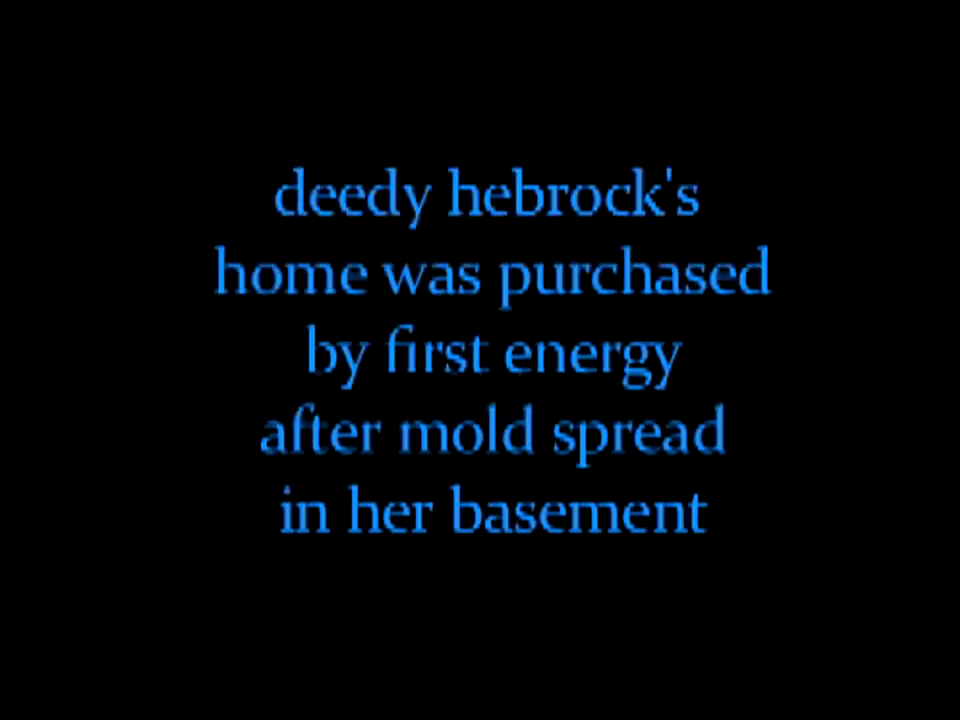 deedy hebrock's
home was purchased
by first energy
after mold spread
in her basement